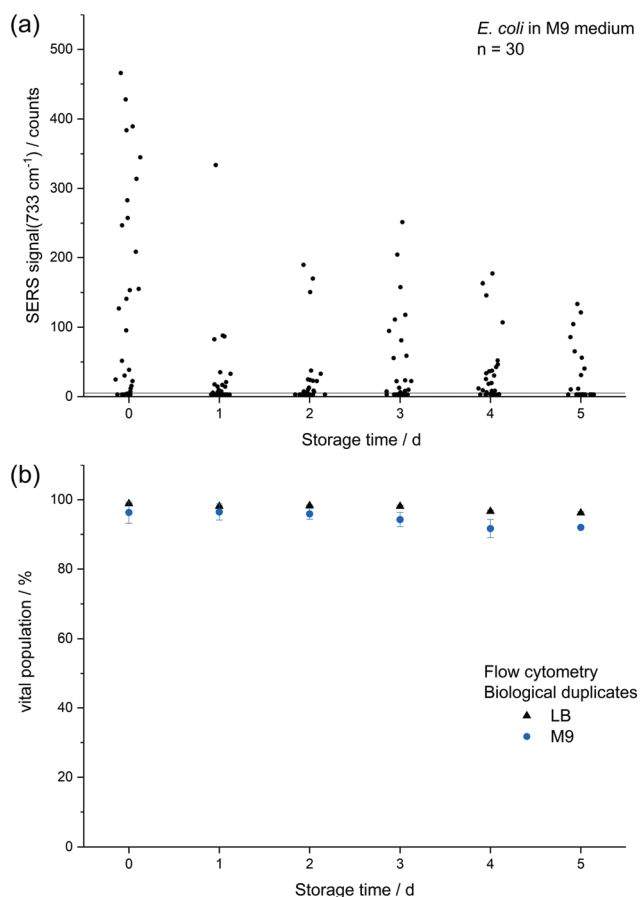 (a)
E. coli in M9 medium
n = 30
500
400
300
200
100
0
SERS signal(733 cm⁻¹) / counts
0 1 2 3 4 5
Storage time / d
(b)
100
80
60
40
20
0
vital population / %
Flow cytometry
Biological duplicates
LB
M9
0 1 2 3 4 5
Storage time / d